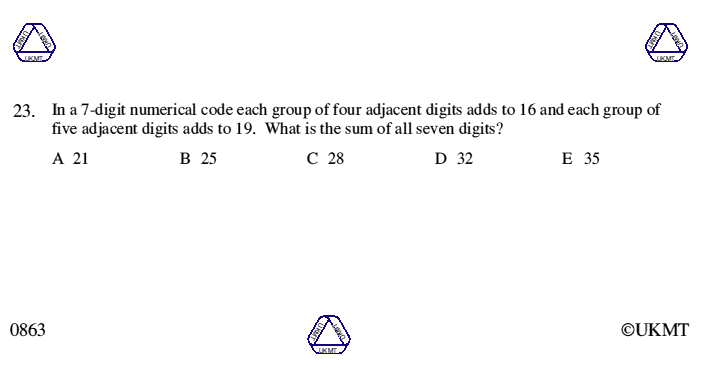 UKMT UKMT UKMT
UKMT UKMT UKMT
23. In a 7-digit numerical code each group of four adjacent digits adds to 16 and each group of
five adjacent digits adds to 19. What is the sum of all seven digits?
A 21 B 25 C 28 D 32 E 35
UKMT UKMT UKMT
0863 ©UKMT